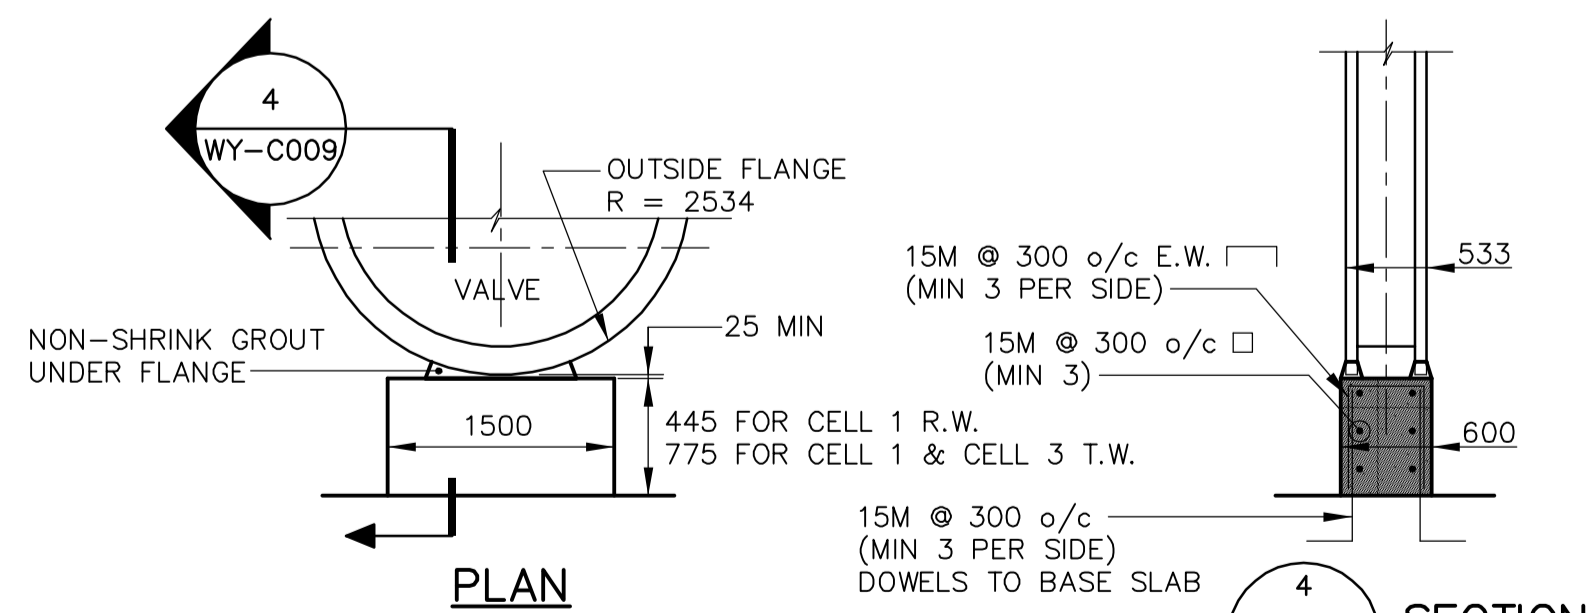 4
WY-C009
OUTSIDE FLANGE
R = 2534
VALVE
25 MIN
NON-SHRINK GROUT
UNDER FLANGE
1500
445 FOR CELL 1 R.W.
775 FOR CELL 1 & CELL 3 T.W.
PLAN
15M @ 300 o/c E.W.
(MIN 3 PER SIDE)
533
15M @ 300 o/c
(MIN 3)
600
15M @ 300 o/c
(MIN 3 PER SIDE)
DOWELS TO BASE SLAB
4
SECTION